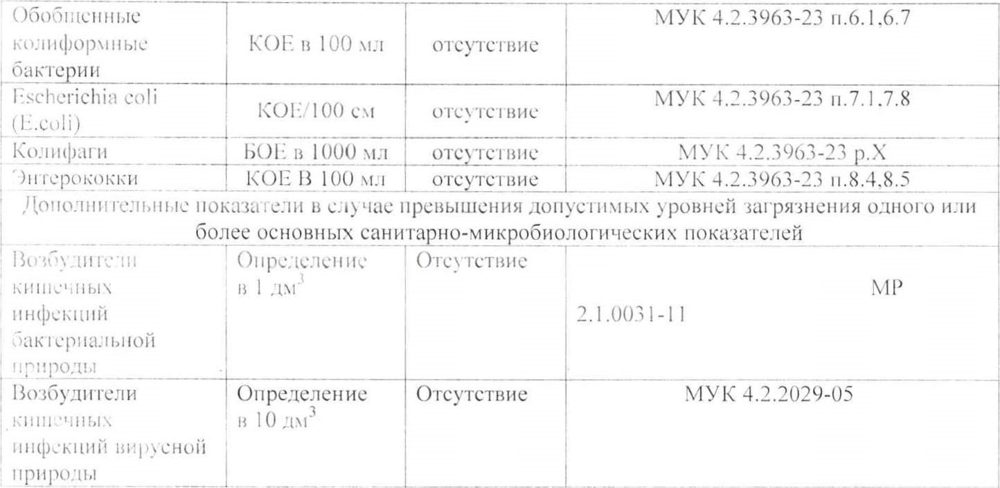 Обобщенные
колиформные
бактерии
КОЕ в 100 мл
отсутствие
МУК 4.2.3963-23 п.6.1,6.7
Escherichia coli
(E.coli)
КОЕ/100 см
отсутствие
МУК 4.2.3963-23 п.7.1,7.8
Колифаги
БОЕ в 1000 мл
отсутствие
МУК 4.2.3963-23 р.X
Энтерококки
КОЕ В 100 мл
отсутствие
МУК 4.2.3963-23 п.8.4,8.5
Дополнительные показатели в случае превышения допустимых уровней загрязнения одного или
более основных санитарно-микробиологических показателей
Возбудители
кишечных
инфекций
бактериальной
природы
Определение
в 1 дм³
Отсутствие
МР
2.1.0031-11
Возбудители
кишечных
инфекций вирусной
природы
Определение
в 10 дм³
Отсутствие
МУК 4.2.2029-05